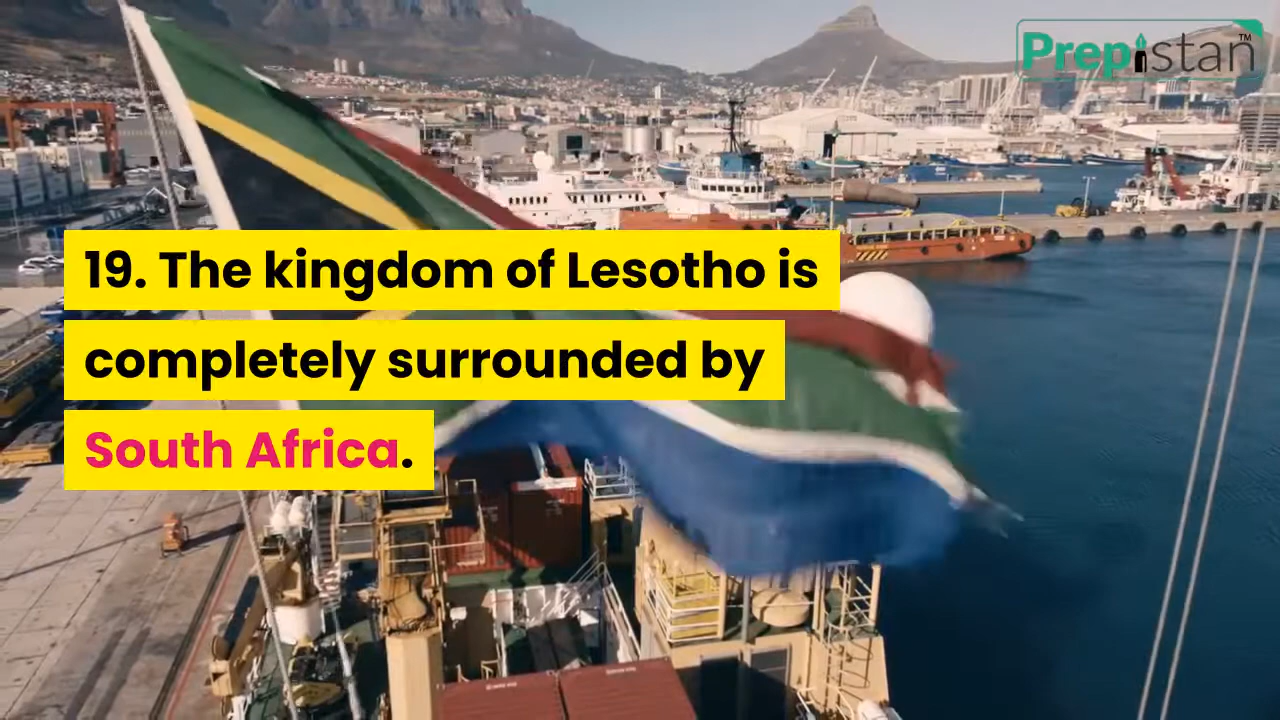 Prepistan™
19. The kingdom of Lesotho is
completely surrounded by
South Africa.